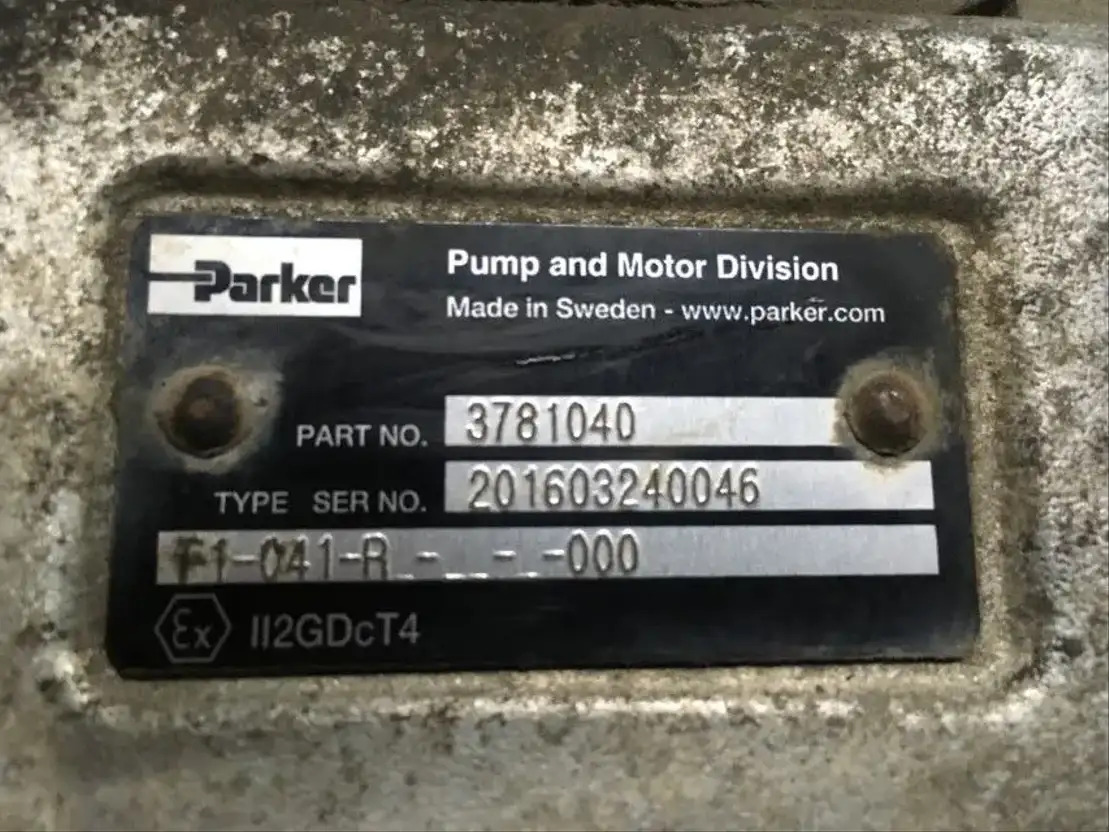 Parker
Pump and Motor Division
Made in Sweden - www.parker.com
PART NO. 3781040
TYPE SER NO. 201603240046
F1-041-R - - -000
Ex II2GDcT4